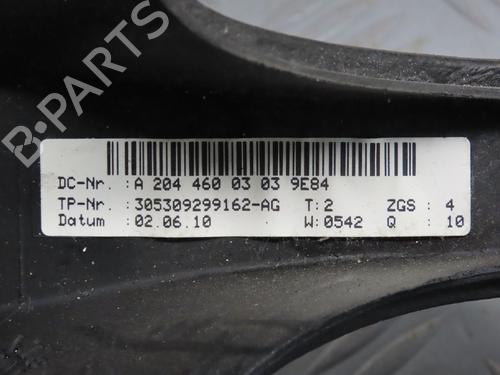 B-PARTS
DC-Nr. :A 204 460 03 03 9E84
TP-Nr. :305309299162-AG T:2 ZGS : 4
Datum :02.06.10 W:0542 Q : 10